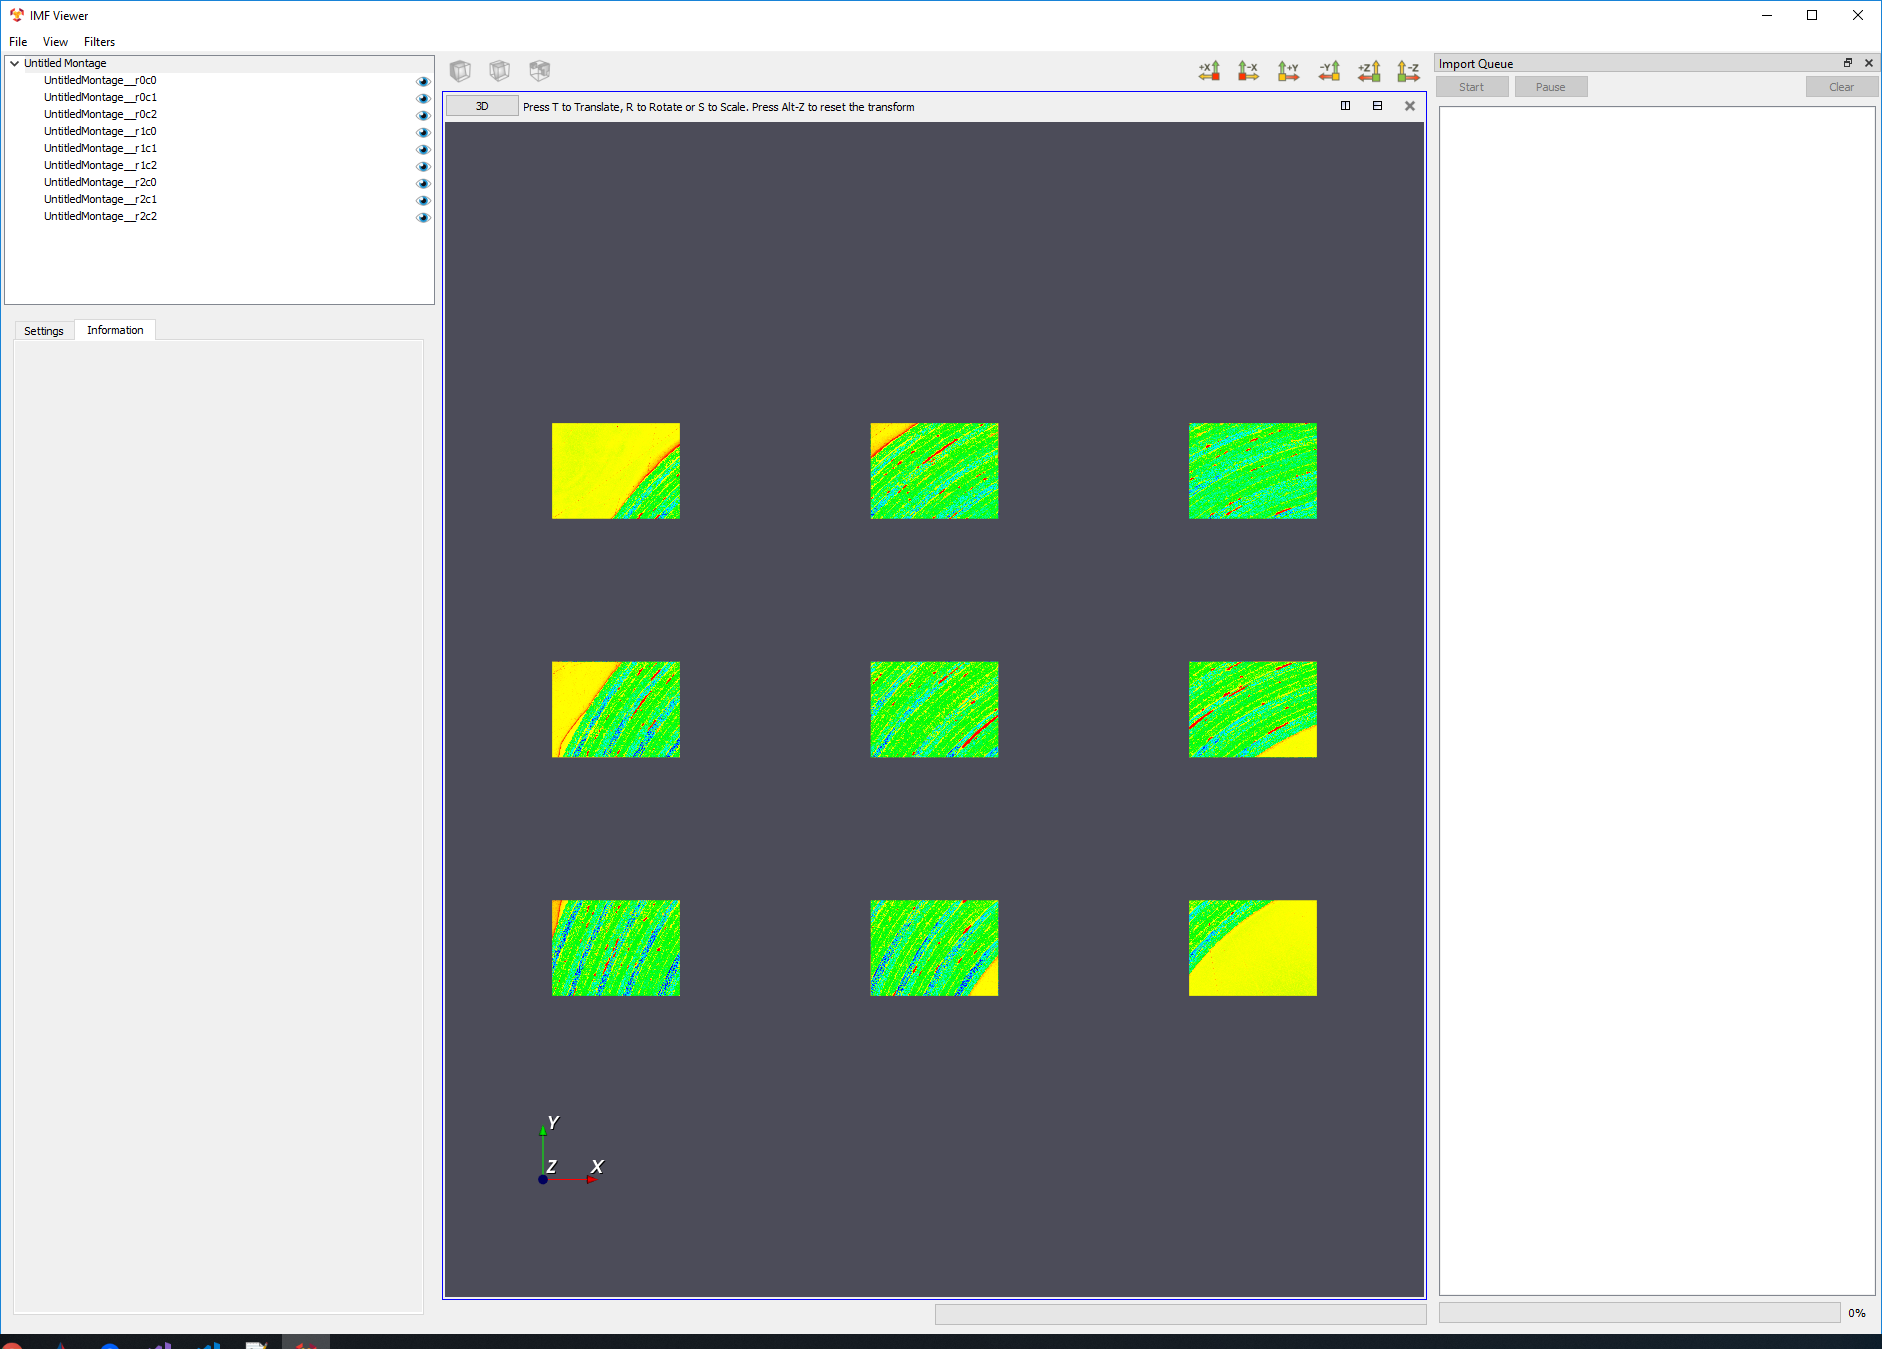 IMF Viewer
File View Filters
Untitled Montage
UntitledMontage__r0c0
UntitledMontage__r0c1
UntitledMontage__r0c2
UntitledMontage__r1c0
UntitledMontage__r1c1
UntitledMontage__r1c2
UntitledMontage__r2c0
UntitledMontage__r2c1
UntitledMontage__r2c2
Settings Information
+X -X +Y -Y +Z -Z
3D Press T to Translate, R to Rotate or S to Scale. Press Alt-Z to reset the transform
Y
Z X
Import Queue
Start Pause Clear
0%